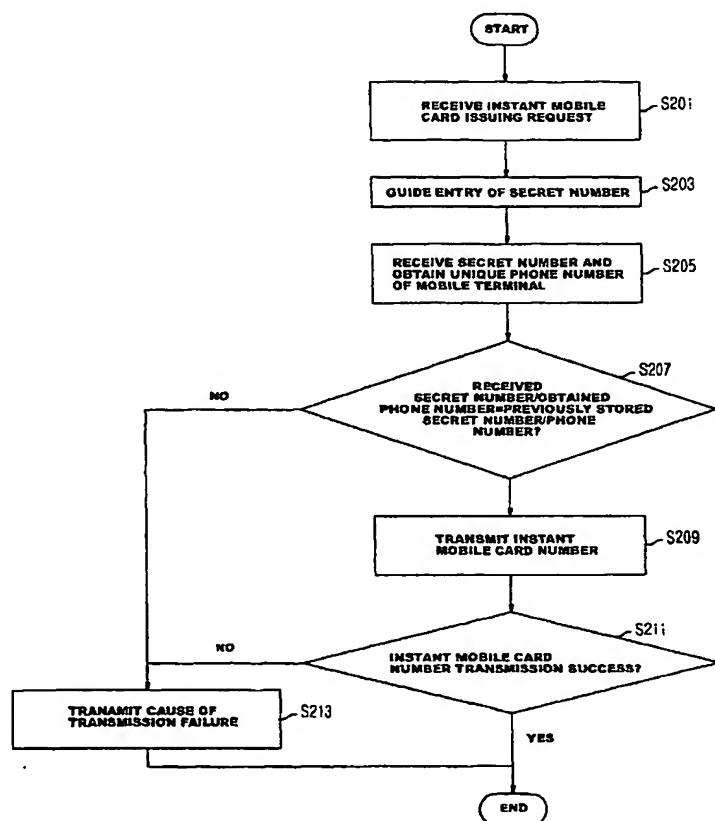 START
RECEIVE INSTANT MOBILE
CARD ISSUING REQUEST
S201
GUIDE ENTRY OF SECRET NUMBER
S203
RECEIVE SECRET NUMBER AND
OBTAIN UNIQUE PHONE NUMBER
OF MOBILE TERMINAL
S205
S207
RECEIVED
SECRET NUMBER/OBTAINED
PHONE NUMBER=PREVIOUSLY STORED
SECRET NUMBER/PHONE
NUMBER?
NO
TRANSMIT INSTANT
MOBILE CARD NUMBER
S209
S211
INSTANT MOBILE CARD
NUMBER TRANSMISSION SUCCESS?
NO
TRANAMIT CAUSE OF
TRANSMISSION FAILURE
S213
YES
END